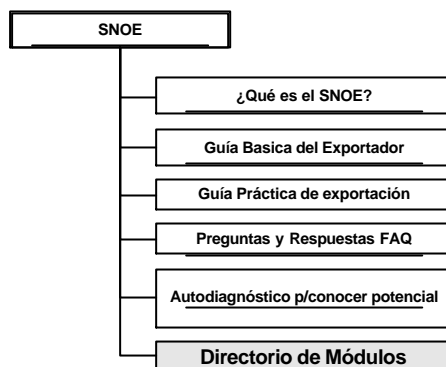 SNOE
¿Qué es el SNOE?
Guía Basica del Exportador
Guía Práctica de exportación
Preguntas y Respuestas FAQ
Autodiagnóstico p/conocer potencial
Directorio de Módulos